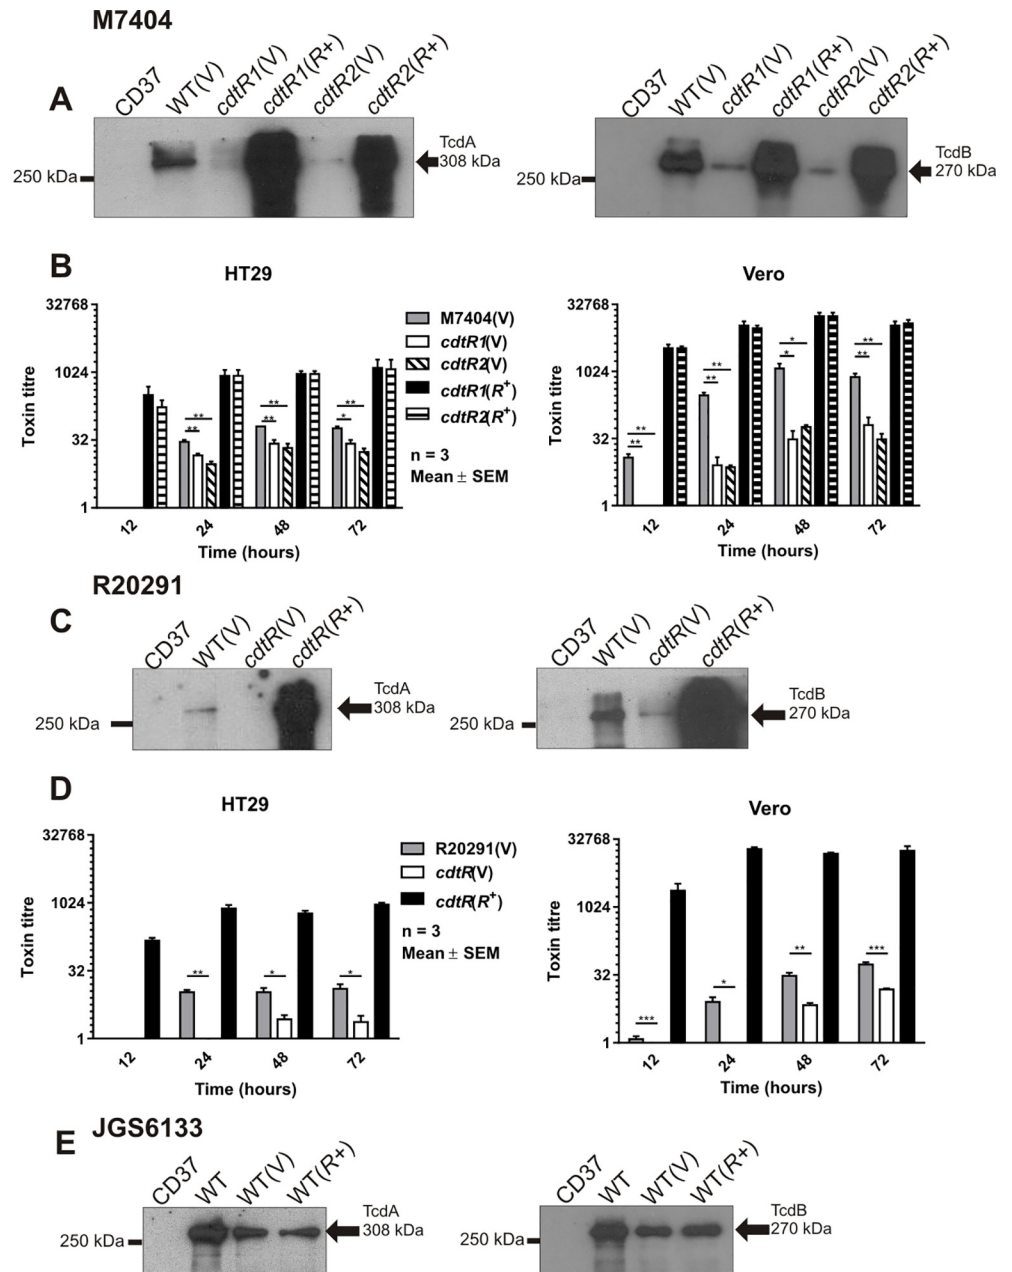 M7404
A
CD37 WT(V) cdtR1(V) cdtR1(R+) cdtR2(V) cdtR2(R+)
250 kDa
TcdA
308 kDa
CD37 WT(V) cdtR1(V) cdtR1(R+) cdtR2(V) cdtR2(R+)
250 kDa
TcdB
270 kDa
B
HT29
Toxin titre
32768
1024
32
1
12 24 48 72
Time (hours)
** ** ** ** * **
M7404(V)
cdtR1(V)
cdtR2(V)
cdtR1(R+)
cdtR2(R+)
n = 3
Mean ± SEM
Vero
Toxin titre
32768
1024
32
1
12 24 48 72
Time (hours)
** ** ** ** * * ** **
R20291
C
CD37 WT(V) cdtR(V) cdtR(R+)
250 kDa
TcdA
308 kDa
CD37 WT(V) cdtR(V) cdtR(R+)
250 kDa
TcdB
270 kDa
D
HT29
Toxin titre
32768
1024
32
1
12 24 48 72
Time (hours)
** * *
R20291(V)
cdtR(V)
cdtR(R+)
n = 3
Mean ± SEM
Vero
Toxin titre
32768
1024
32
1
12 24 48 72
Time (hours)
*** * ** ***
JGS6133
E
CD37 WT WT(V) WT(R+)
250 kDa
TcdA
308 kDa
CD37 WT WT(V) WT(R+)
250 kDa
TcdB
270 kDa